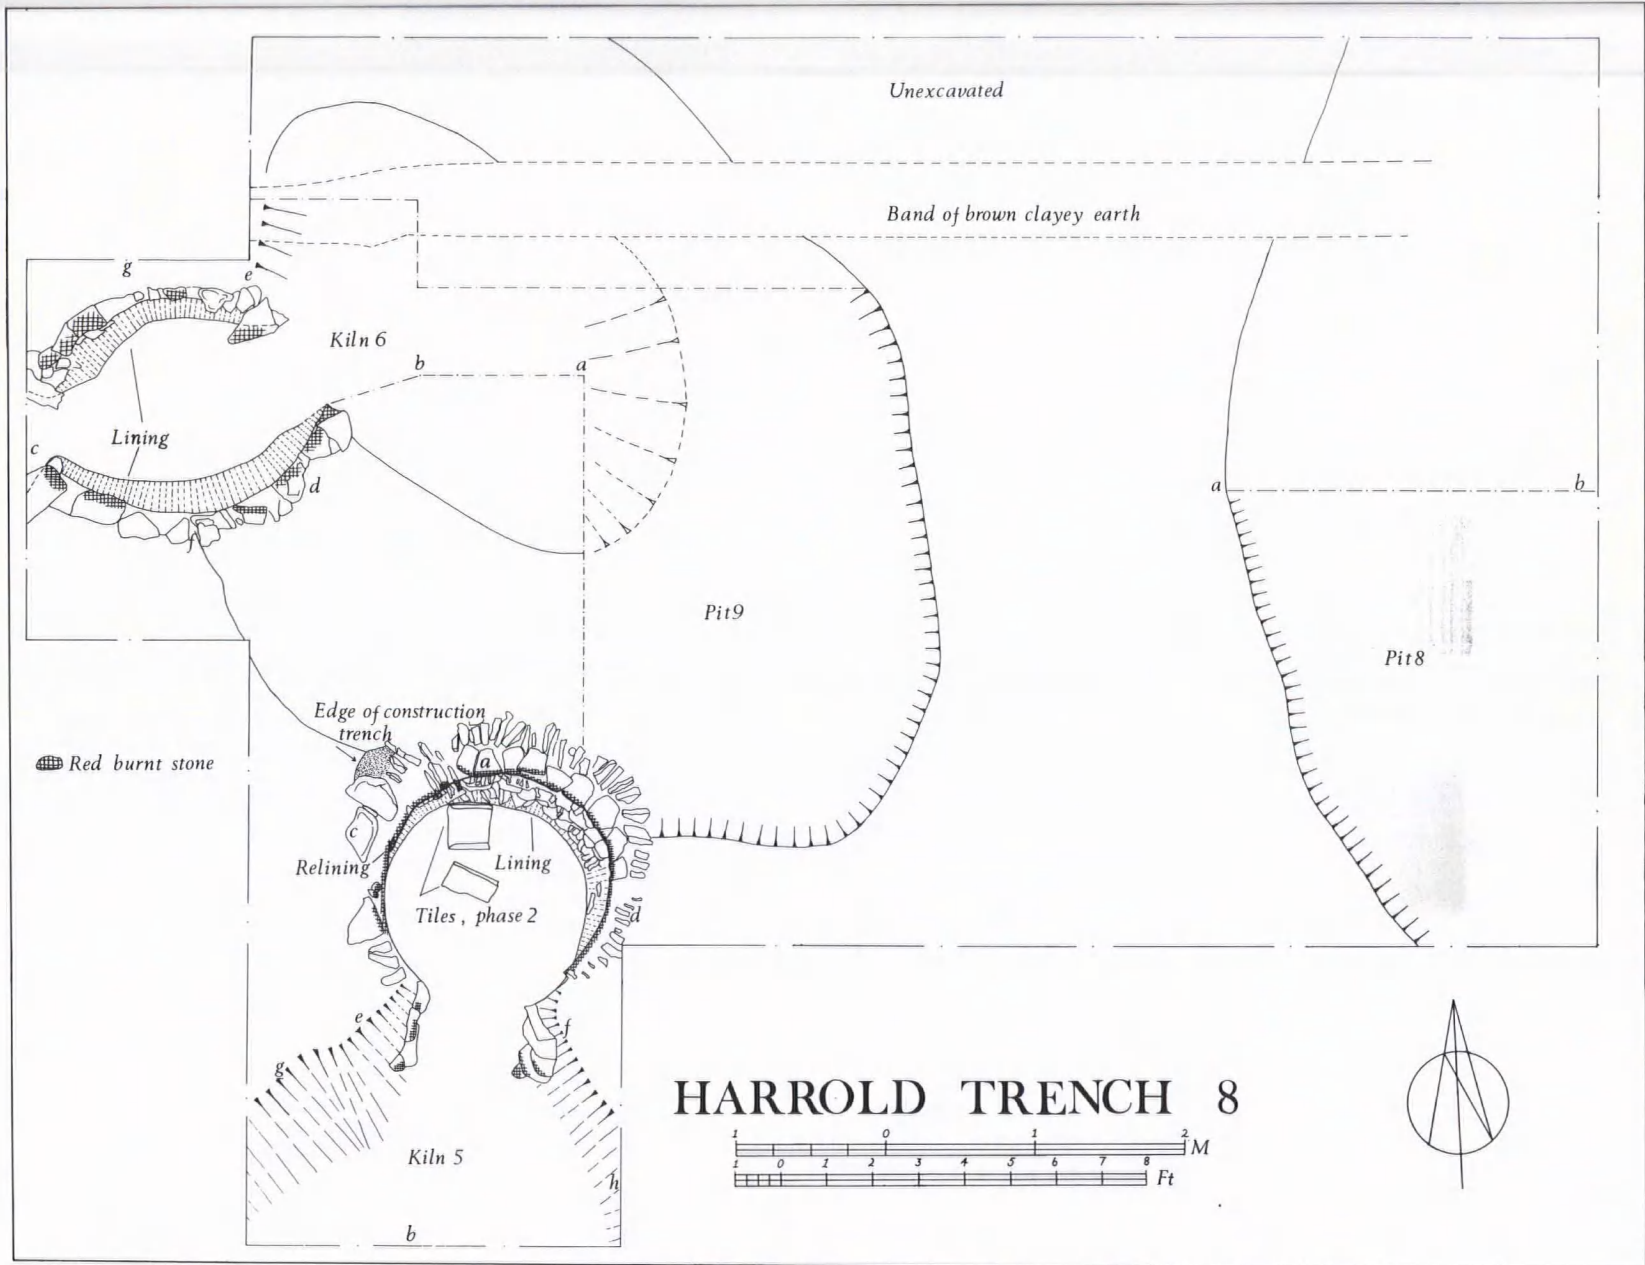 Unexcavated
Band of brown clayey earth
g
e
Kiln 6
b
a
c
Lining
d
f
a
b
Pit9
Pit8
Edge of construction
trench
Red burnt stone
a
c
Relining
Lining
Tiles, phase 2
d
e
f
g
Kiln 5
h
b
HARROLD TRENCH 8
1 0 1 2 M
1 0 1 2 3 4 5 6 7 8 Ft